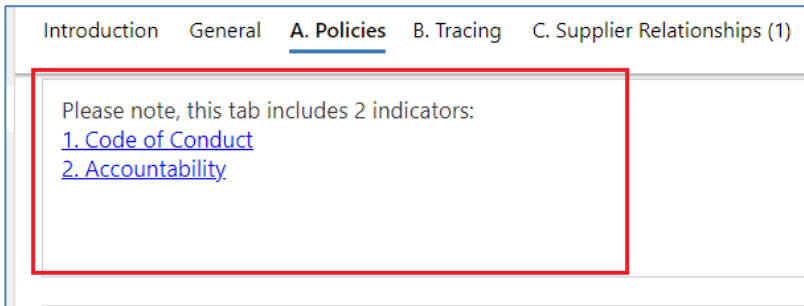 Introduction General A. Policies B. Tracing C. Supplier Relationships (1)
Please note, this tab includes 2 indicators:
1. Code of Conduct
2. Accountability